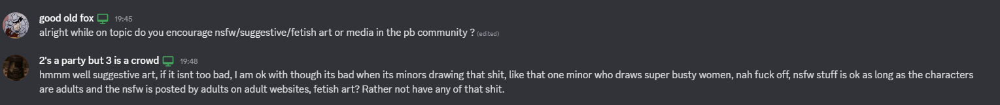 good old fox 19:45
alright while on topic do you encourage nsfw/suggestive/fetish art or media in the pb community ? (edited)
2's a party but 3 is a crowd 19:48
hmmm well suggestive art, if it isnt too bad, I am ok with though its bad when its minors drawing that shit, like that one minor who draws super busty women, nah fuck off, nsfw stuff is ok as long as the characters
are adults and the nsfw is posted by adults on adult websites, fetish art? Rather not have any of that shit.